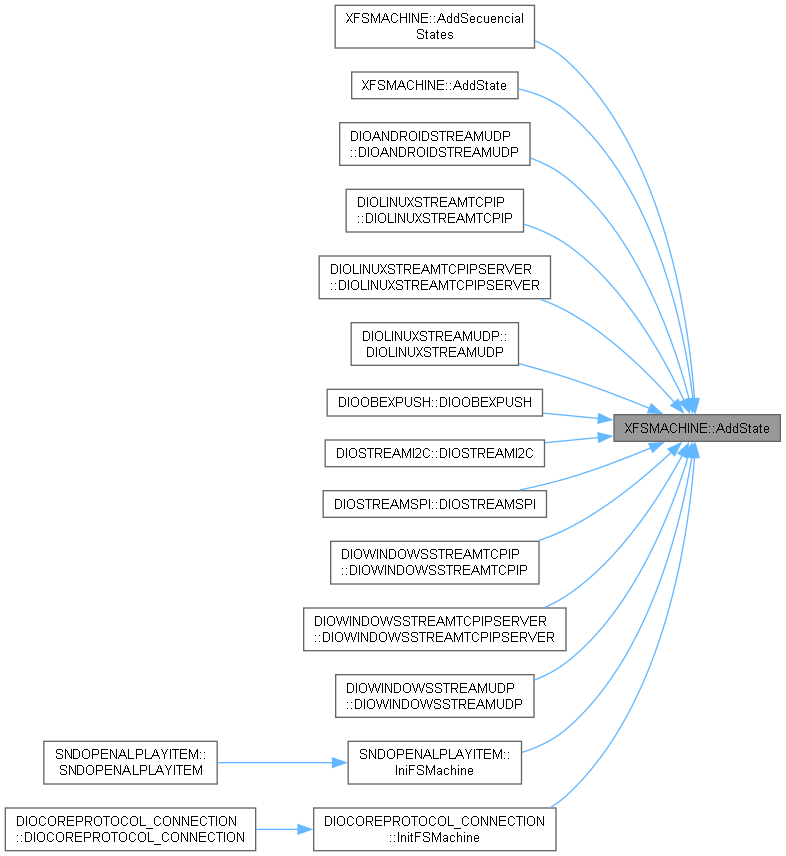 XFSMACHINE::AddSecuencial
States
XFSMACHINE::AddState
DIOANDROIDSTREAMUDP
::DIOANDROIDSTREAMUDP
DIOLINUXSTREAMTCPIP
::DIOLINUXSTREAMTCPIP
DIOLINUXSTREAMTCPIPSERVER
::DIOLINUXSTREAMTCPIPSERVER
DIOLINUXSTREAMUDP::
DIOLINUXSTREAMUDP
DIOOBEXPUSH::DIOOBEXPUSH
XFSMACHINE::AddState
DIOSTREAMI2C::DIOSTREAMI2C
DIOSTREAMSPI::DIOSTREAMSPI
DIOWINDOWSSTREAMTCPIP
::DIOWINDOWSSTREAMTCPIP
DIOWINDOWSSTREAMTCPIPSERVER
::DIOWINDOWSSTREAMTCPIPSERVER
DIOWINDOWSSTREAMUDP
::DIOWINDOWSSTREAMUDP
SNDOPENALPLAYITEM::
SNDOPENALPLAYITEM
SNDOPENALPLAYITEM::
IniFSMachine
DIOCOREPROTOCOL_CONNECTION
::DIOCOREPROTOCOL_CONNECTION
DIOCOREPROTOCOL_CONNECTION
::InitFSMachine